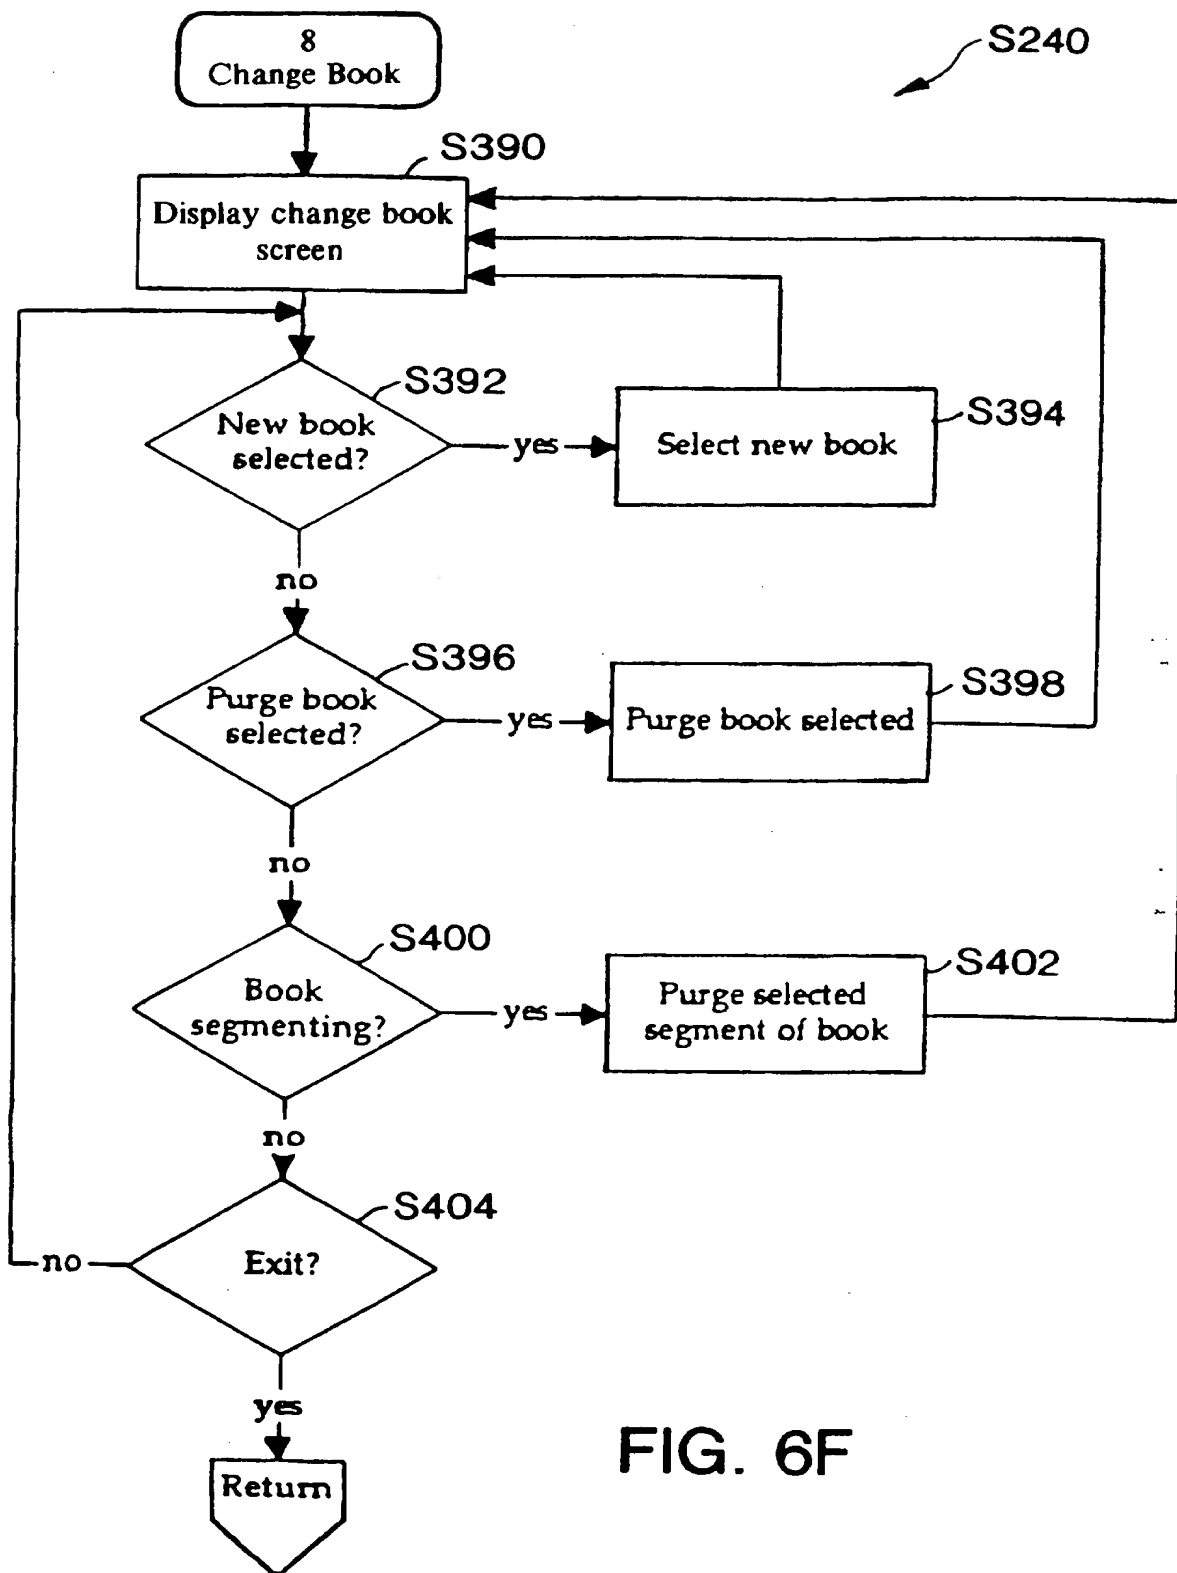 8
Change Book
S240
S390
Display change book
screen
S392
New book
selected?
yes
S394
Select new book
no
S396
Purge book
selected?
yes
S398
Purge book selected
no
S400
Book
segmenting?
yes
S402
Purge selected
segment of book
no
S404
Exit?
no
yes
Return
FIG. 6F